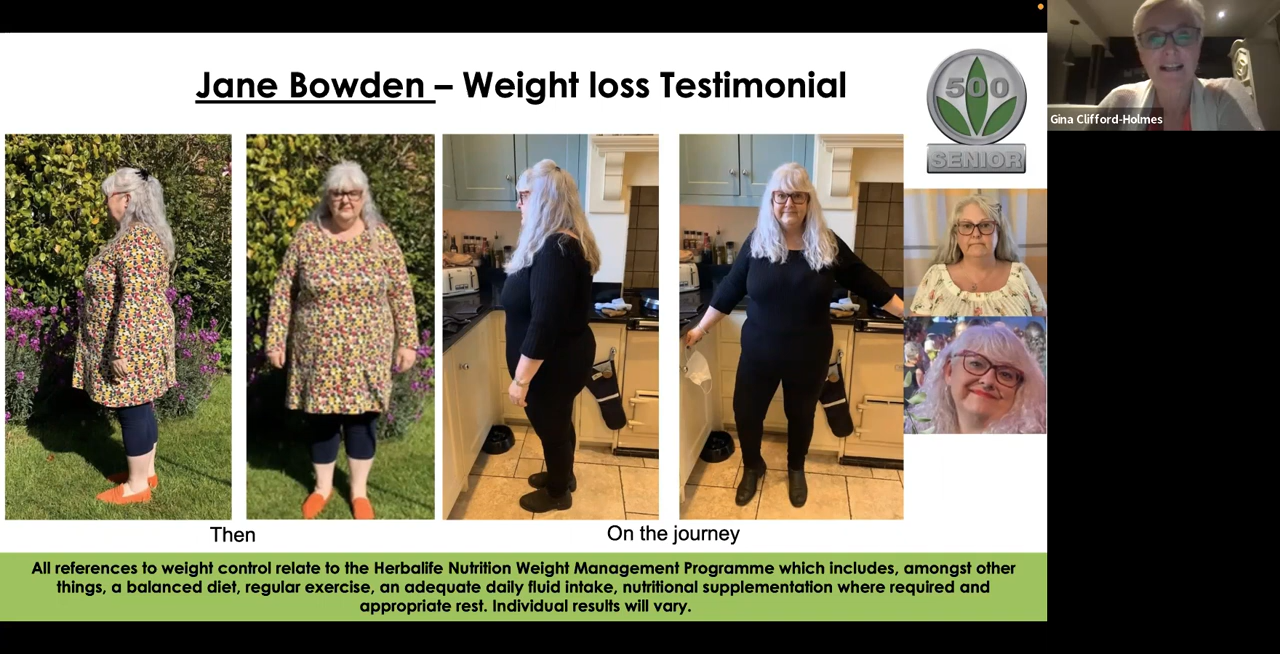 Jane Bowden – Weight loss Testimonial
500
SENIOR
Gina Clifford-Holmes
Then
On the journey
All references to weight control relate to the Herbalife Nutrition Weight Management Programme which includes, amongst other
things, a balanced diet, regular exercise, an adequate daily fluid intake, nutritional supplementation where required and
appropriate rest. Individual results will vary.